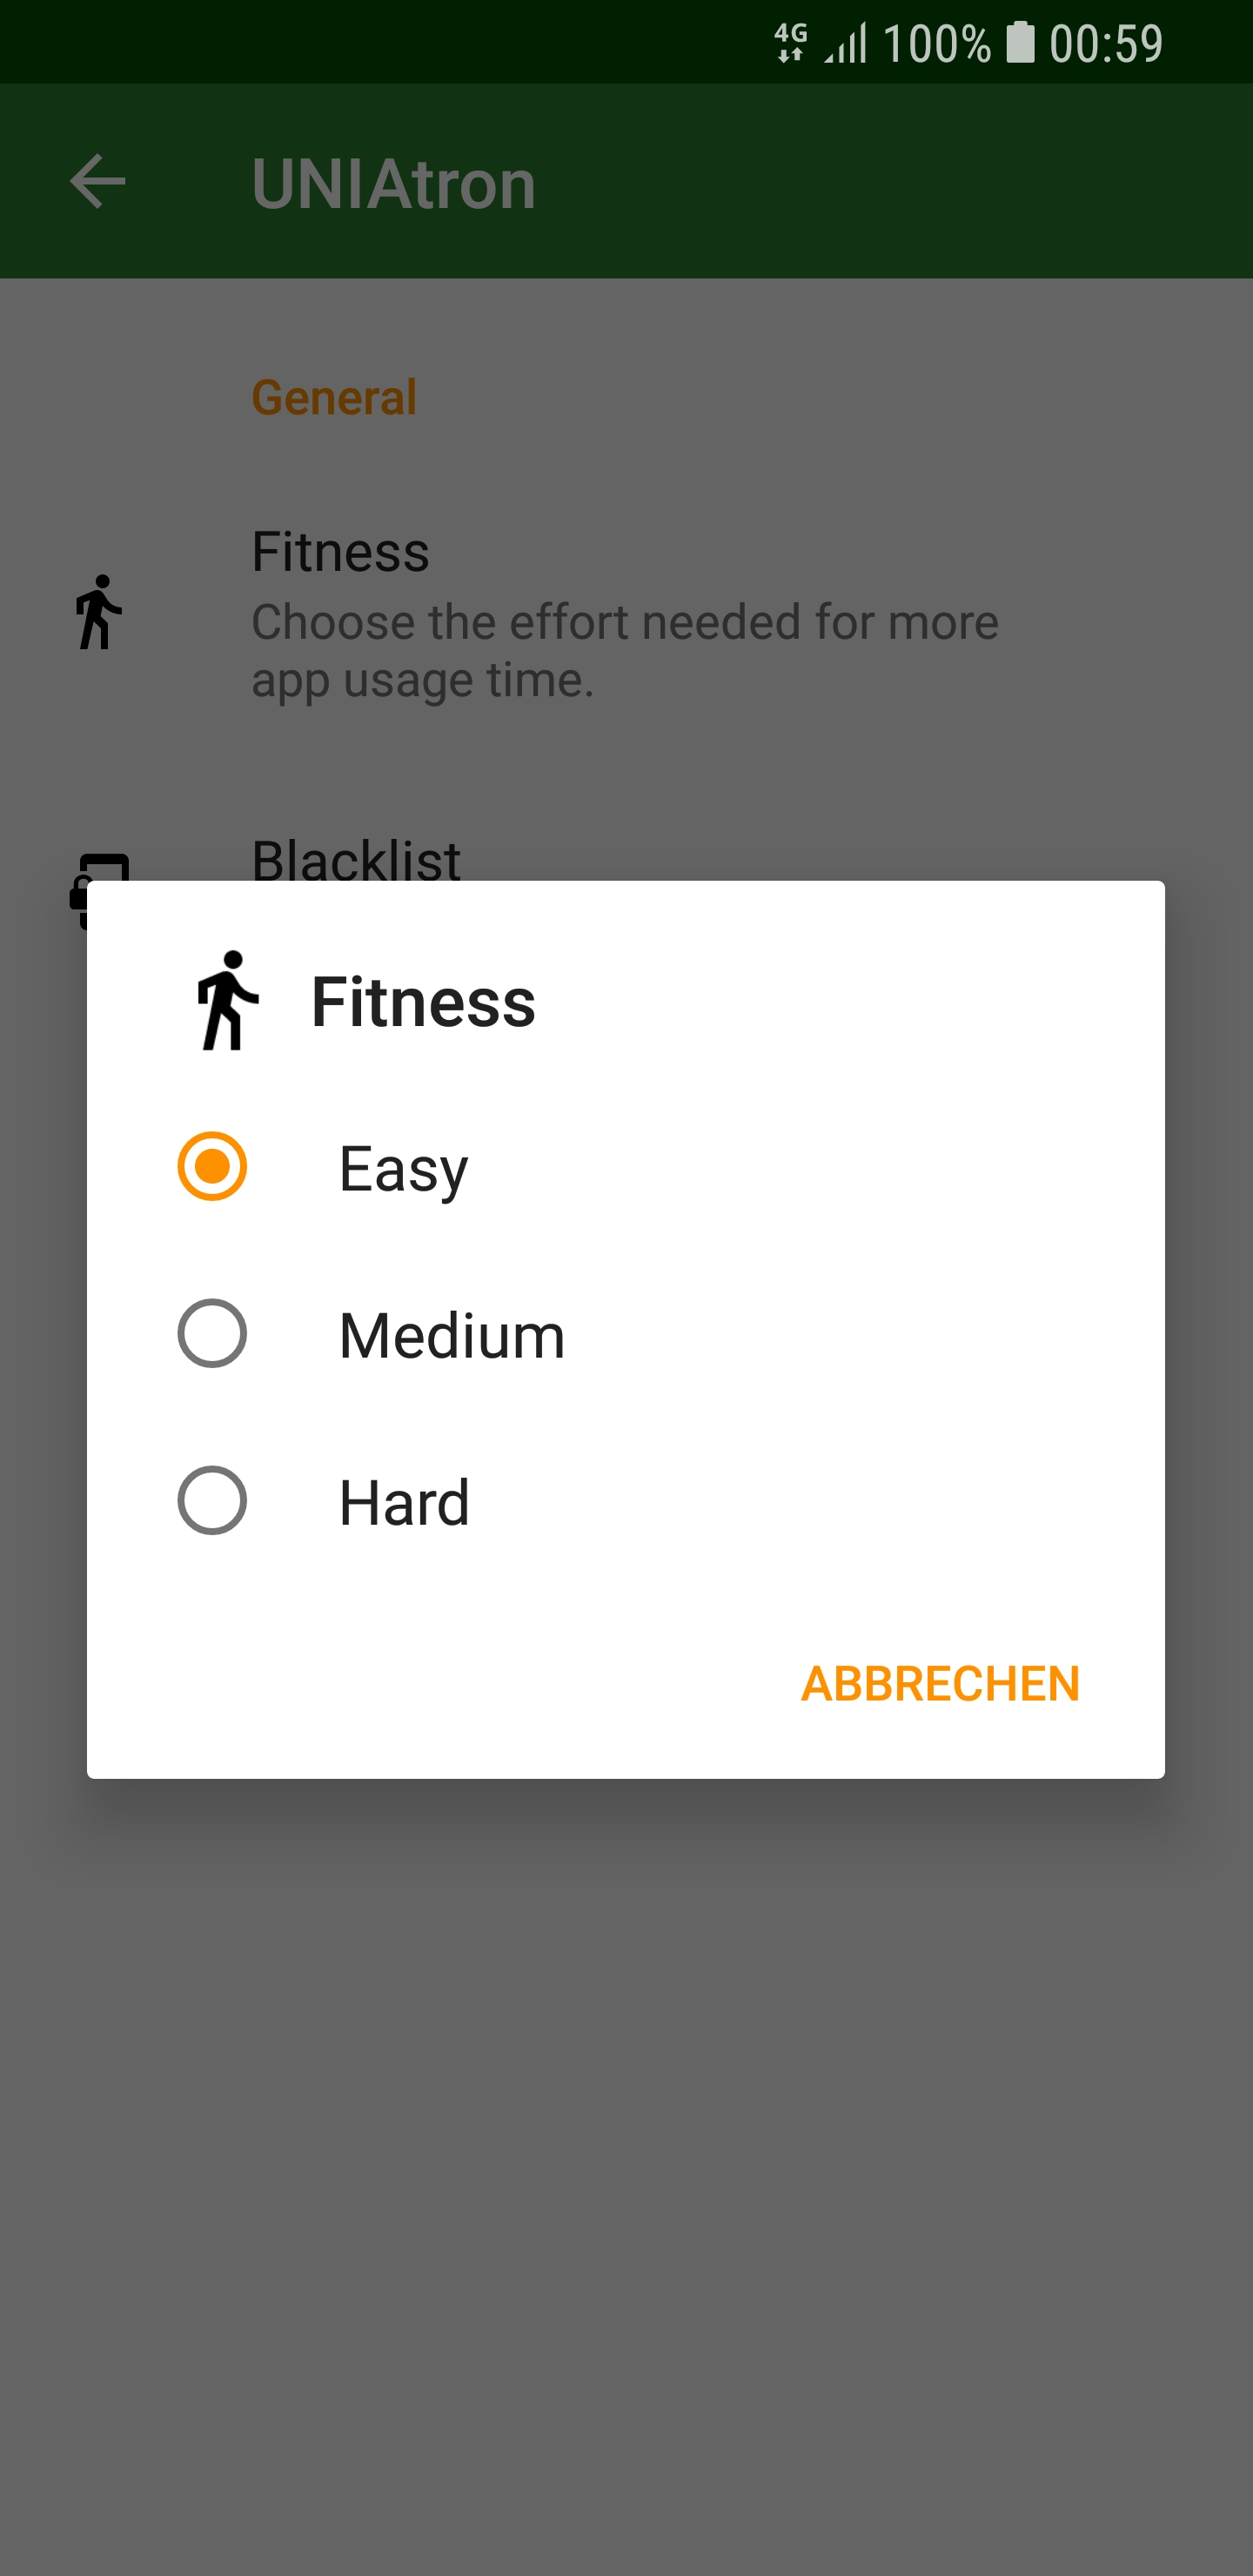 4G 100% 00:59
UNIAtron
General
Fitness
Choose the effort needed for more
app usage time.
Blacklist
Fitness
Easy
Medium
Hard
ABBRECHEN